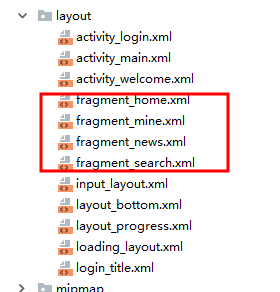 layout
activity_login.xml
activity_main.xml
activity_welcome.xml
fragment_home.xml
fragment_mine.xml
fragment_news.xml
fragment_search.xml
input_layout.xml
layout_bottom.xml
layout_progress.xml
loading_layout.xml
login_title.xml
mipmap